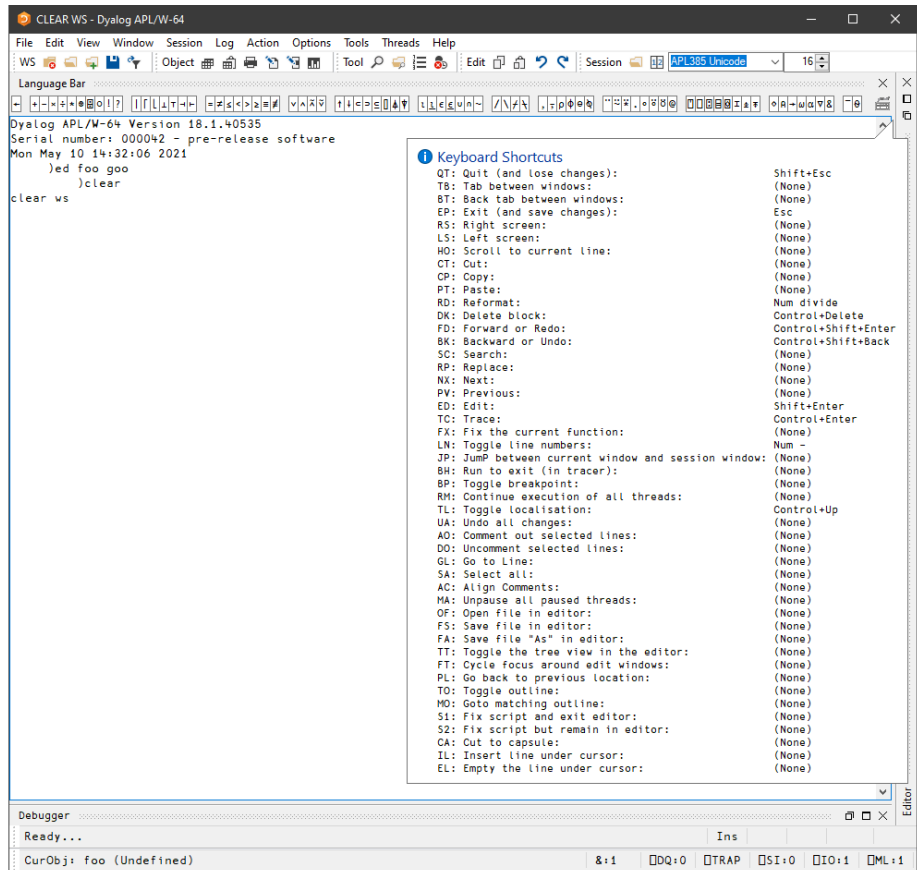 CLEAR WS - Dyalog APL/W-64
File Edit View Window Session Log Action Options Tools Threads Help
WS Object Tool Edit Session APL385 Unicode 16
Language Bar
Dyalog APL/W-64 Version 18.1.40535
Serial number: 000042 - pre-release software
Mon May 10 14:32:06 2021
)ed foo goo
)clear
clear ws
Keyboard Shortcuts
QT: Quit (and lose changes): Shift+Esc
TB: Tab between windows: (None)
BT: Back tab between windows: (None)
EP: Exit (and save changes): Esc
RS: Right screen: (None)
LS: Left screen: (None)
HO: Scroll to current line: (None)
CT: Cut: (None)
CP: Copy: (None)
PT: Paste: (None)
RD: Reformat: Num divide
DK: Delete block: Control+Delete
FD: Forward or Redo: Control+Shift+Enter
BK: Backward or Undo: Control+Shift+Back
SC: Search: (None)
RP: Replace: (None)
NX: Next: (None)
PV: Previous: (None)
ED: Edit: Shift+Enter
TC: Trace: Control+Enter
FX: Fix the current function: (None)
LN: Toggle line numbers: Num -
JP: JumP between current window and session window: (None)
BH: Run to exit (in tracer): (None)
BP: Toggle breakpoint: (None)
RM: Continue execution of all threads: (None)
TL: Toggle localisation: Control+Up
UA: Undo all changes: (None)
AO: Comment out selected lines: (None)
DO: Uncomment selected lines: (None)
GL: Go to Line: (None)
SA: Select all: (None)
AC: Align Comments: (None)
MA: Unpause all paused threads: (None)
OF: Open file in editor: (None)
FS: Save file in editor: (None)
FA: Save file "As" in editor: (None)
TT: Toggle the tree view in the editor: (None)
FT: Cycle focus around edit windows: (None)
PL: Go back to previous location: (None)
TO: Toggle outline: (None)
MO: Goto matching outline: (None)
S1: Fix script and exit editor: (None)
S2: Fix script but remain in editor: (None)
CA: Cut to capsule: (None)
IL: Insert line under cursor: (None)
EL: Empty the line under cursor: (None)
Editor
Debugger
Ready... Ins
CurObj: foo (Undefined) &:1 ⎕DQ:0 ⎕TRAP ⎕SI:0 ⎕IO:1 ⎕ML:1